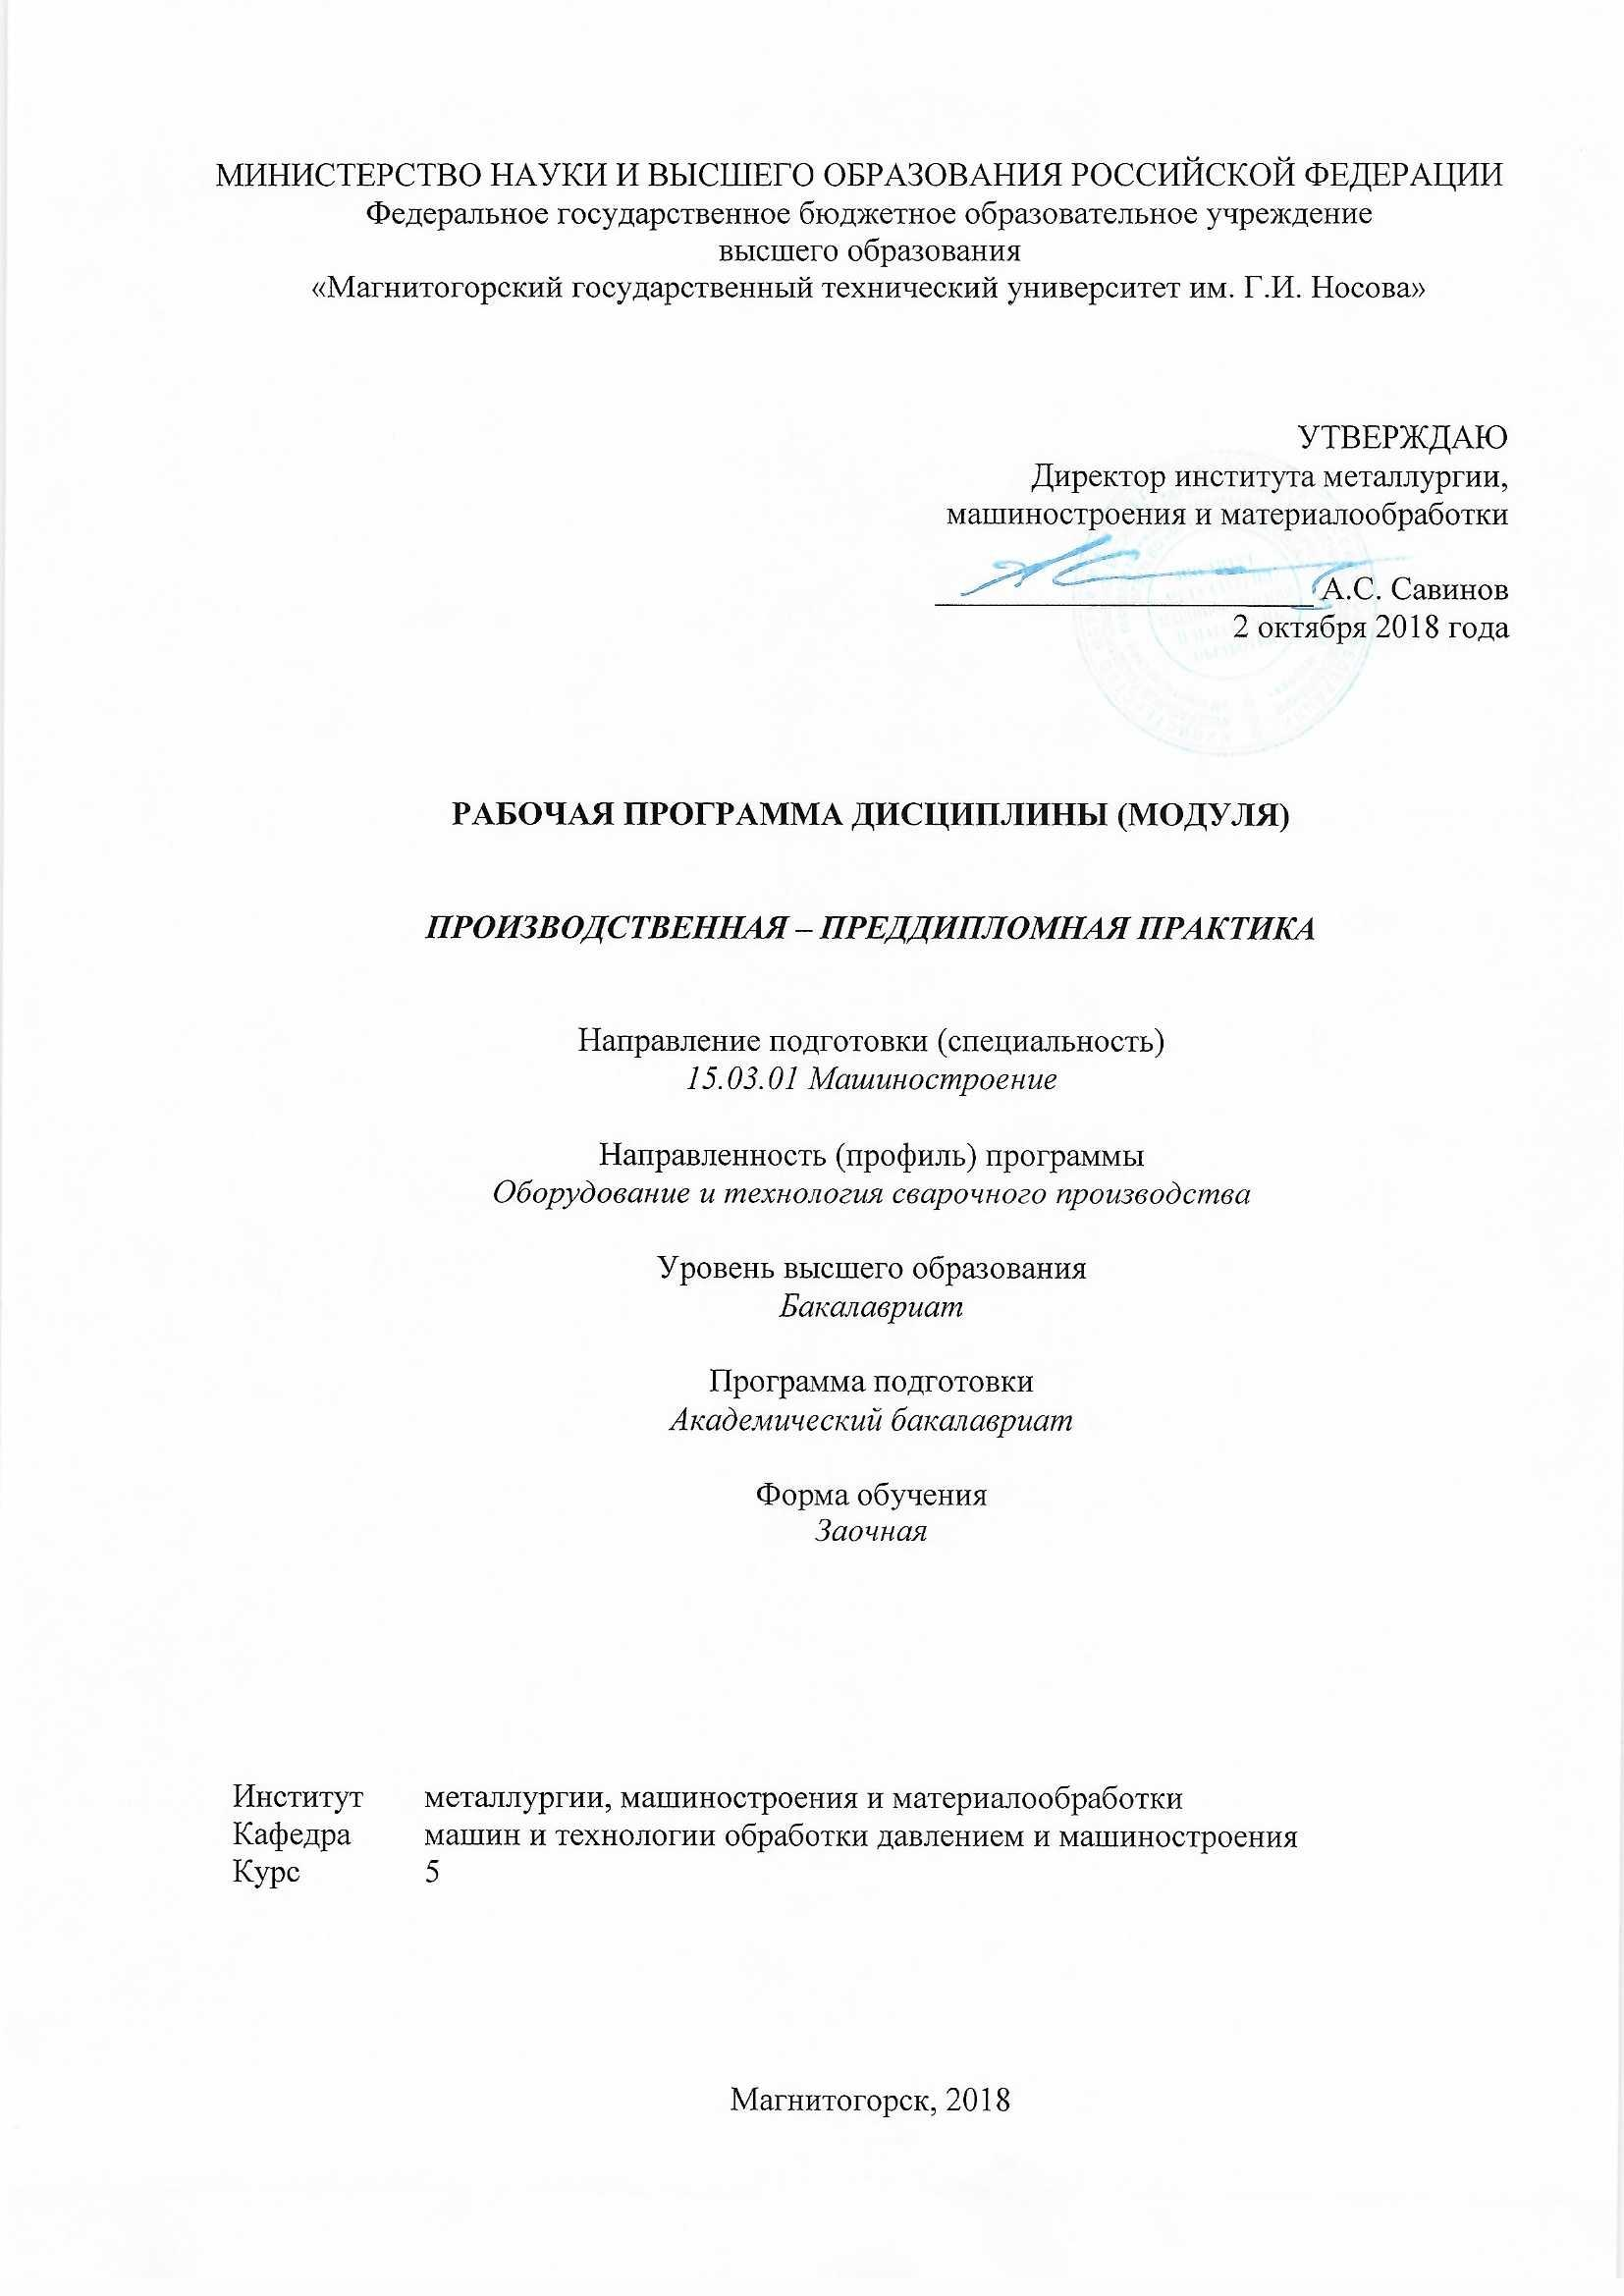 МИНИСТЕРСТВО НАУКИ И ВЫСШЕГО ОБРАЗОВАНИЯ РОССИЙСКОЙ ФЕДЕРАЦИИ
Федеральное государственное бюджетное образовательное учреждение
высшего образования
«Магнитогорский государственный технический университет им. Г.И. Носова»
УТВЕРЖДАЮ
Директор института металлургии,
машиностроения и материалообработки
А.С. Савинов
2 октября 2018 года
РАБОЧАЯ ПРОГРАММА ДИСЦИПЛИНЫ (МОДУЛЯ)
ПРОИЗВОДСТВЕННАЯ – ПРЕДДИПЛОМНАЯ ПРАКТИКА
Направление подготовки (специальность)
15.03.01 Машиностроение
Направленность (профиль) программы
Оборудование и технология сварочного производства
Уровень высшего образования
Бакалавриат
Программа подготовки
Академический бакалавриат
Форма обучения
Заочная
Институт металлургии, машиностроения и материалообработки
Кафедра машин и технологии обработки давлением и машиностроения
Курс 5
Магнитогорск, 2018